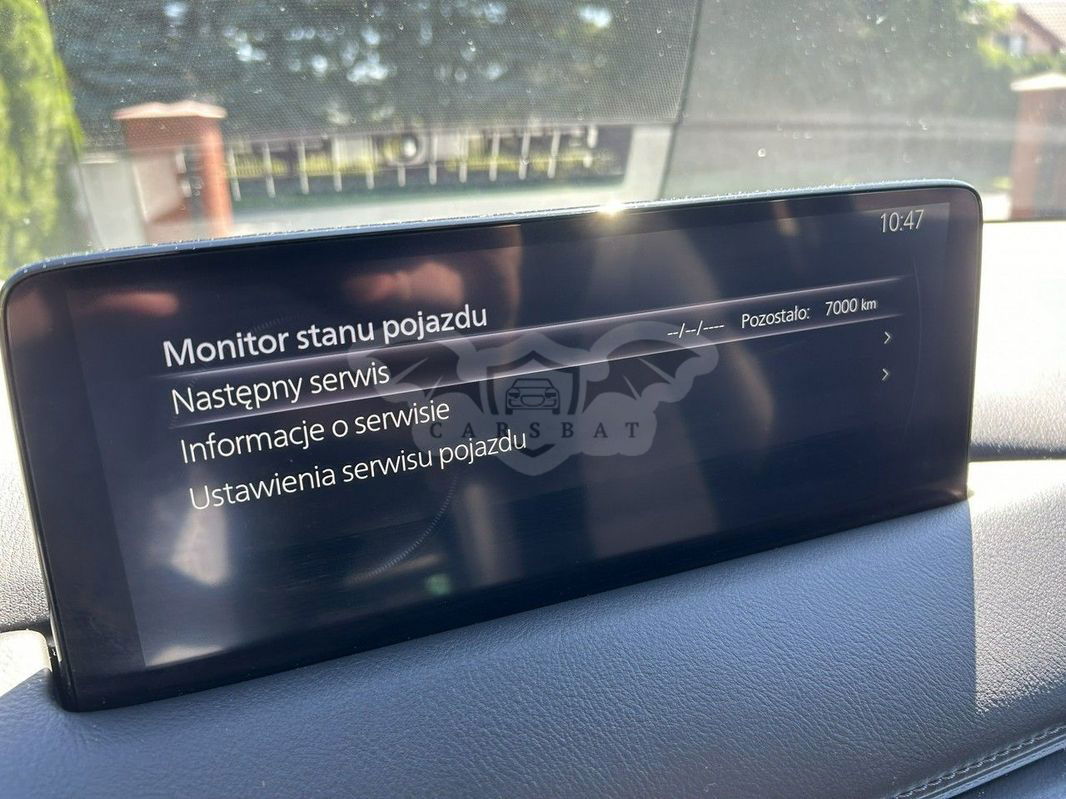 10:47
Monitor stanu pojazdu
Następny serwis --/--/---- Pozostało: 7000 km
Informacje o serwisie
Ustawienia serwisu pojazdu
CARSBAT